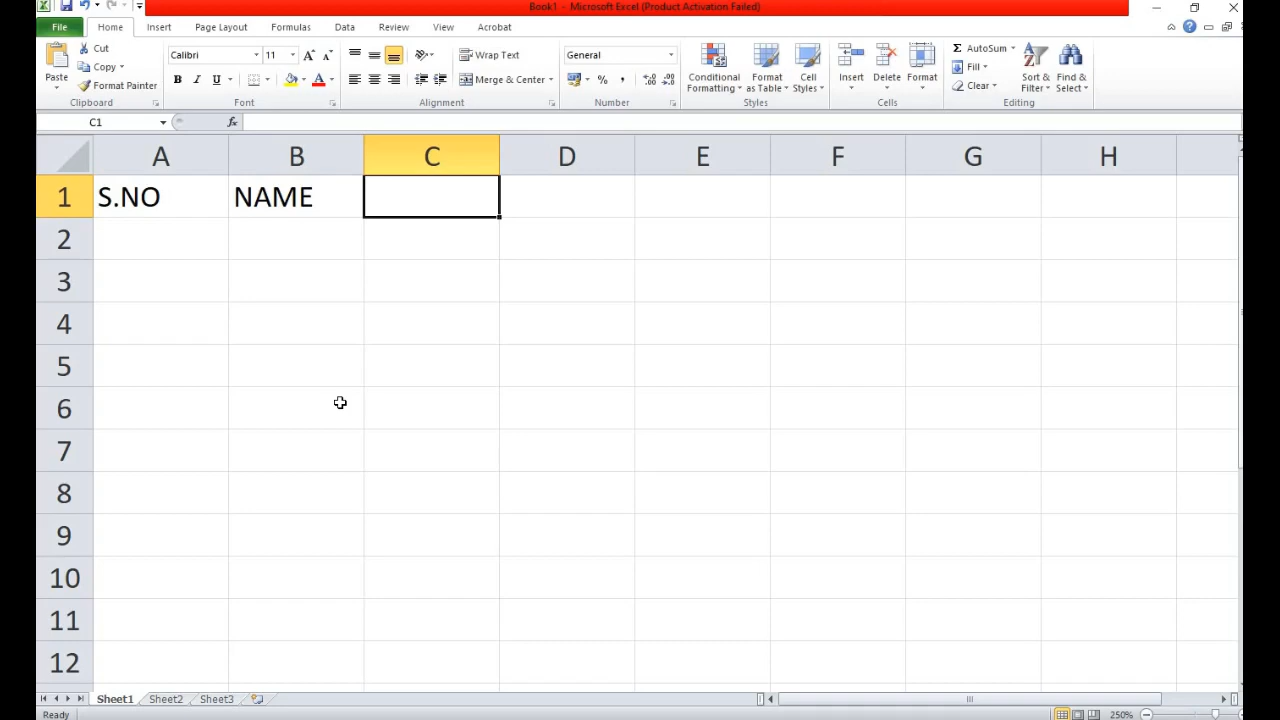 Book1 - Microsoft Excel (Product Activation Failed)
File Home Insert Page Layout Formulas Data Review View Acrobat
Cut Calibri 11 Wrap Text General AutoSum
Paste Copy Conditional Format Cell Insert Delete Format Fill Sort & Find &
Format Painter Merge & Center Formatting as Table Styles Clear Filter Select
Clipboard Font Alignment Number Styles Cells Editing
C1
A B C D E F G H
1 S.NO NAME
2
3
4
5
6
7
8
9
10
11
12
Sheet1 Sheet2 Sheet3
Ready 250%